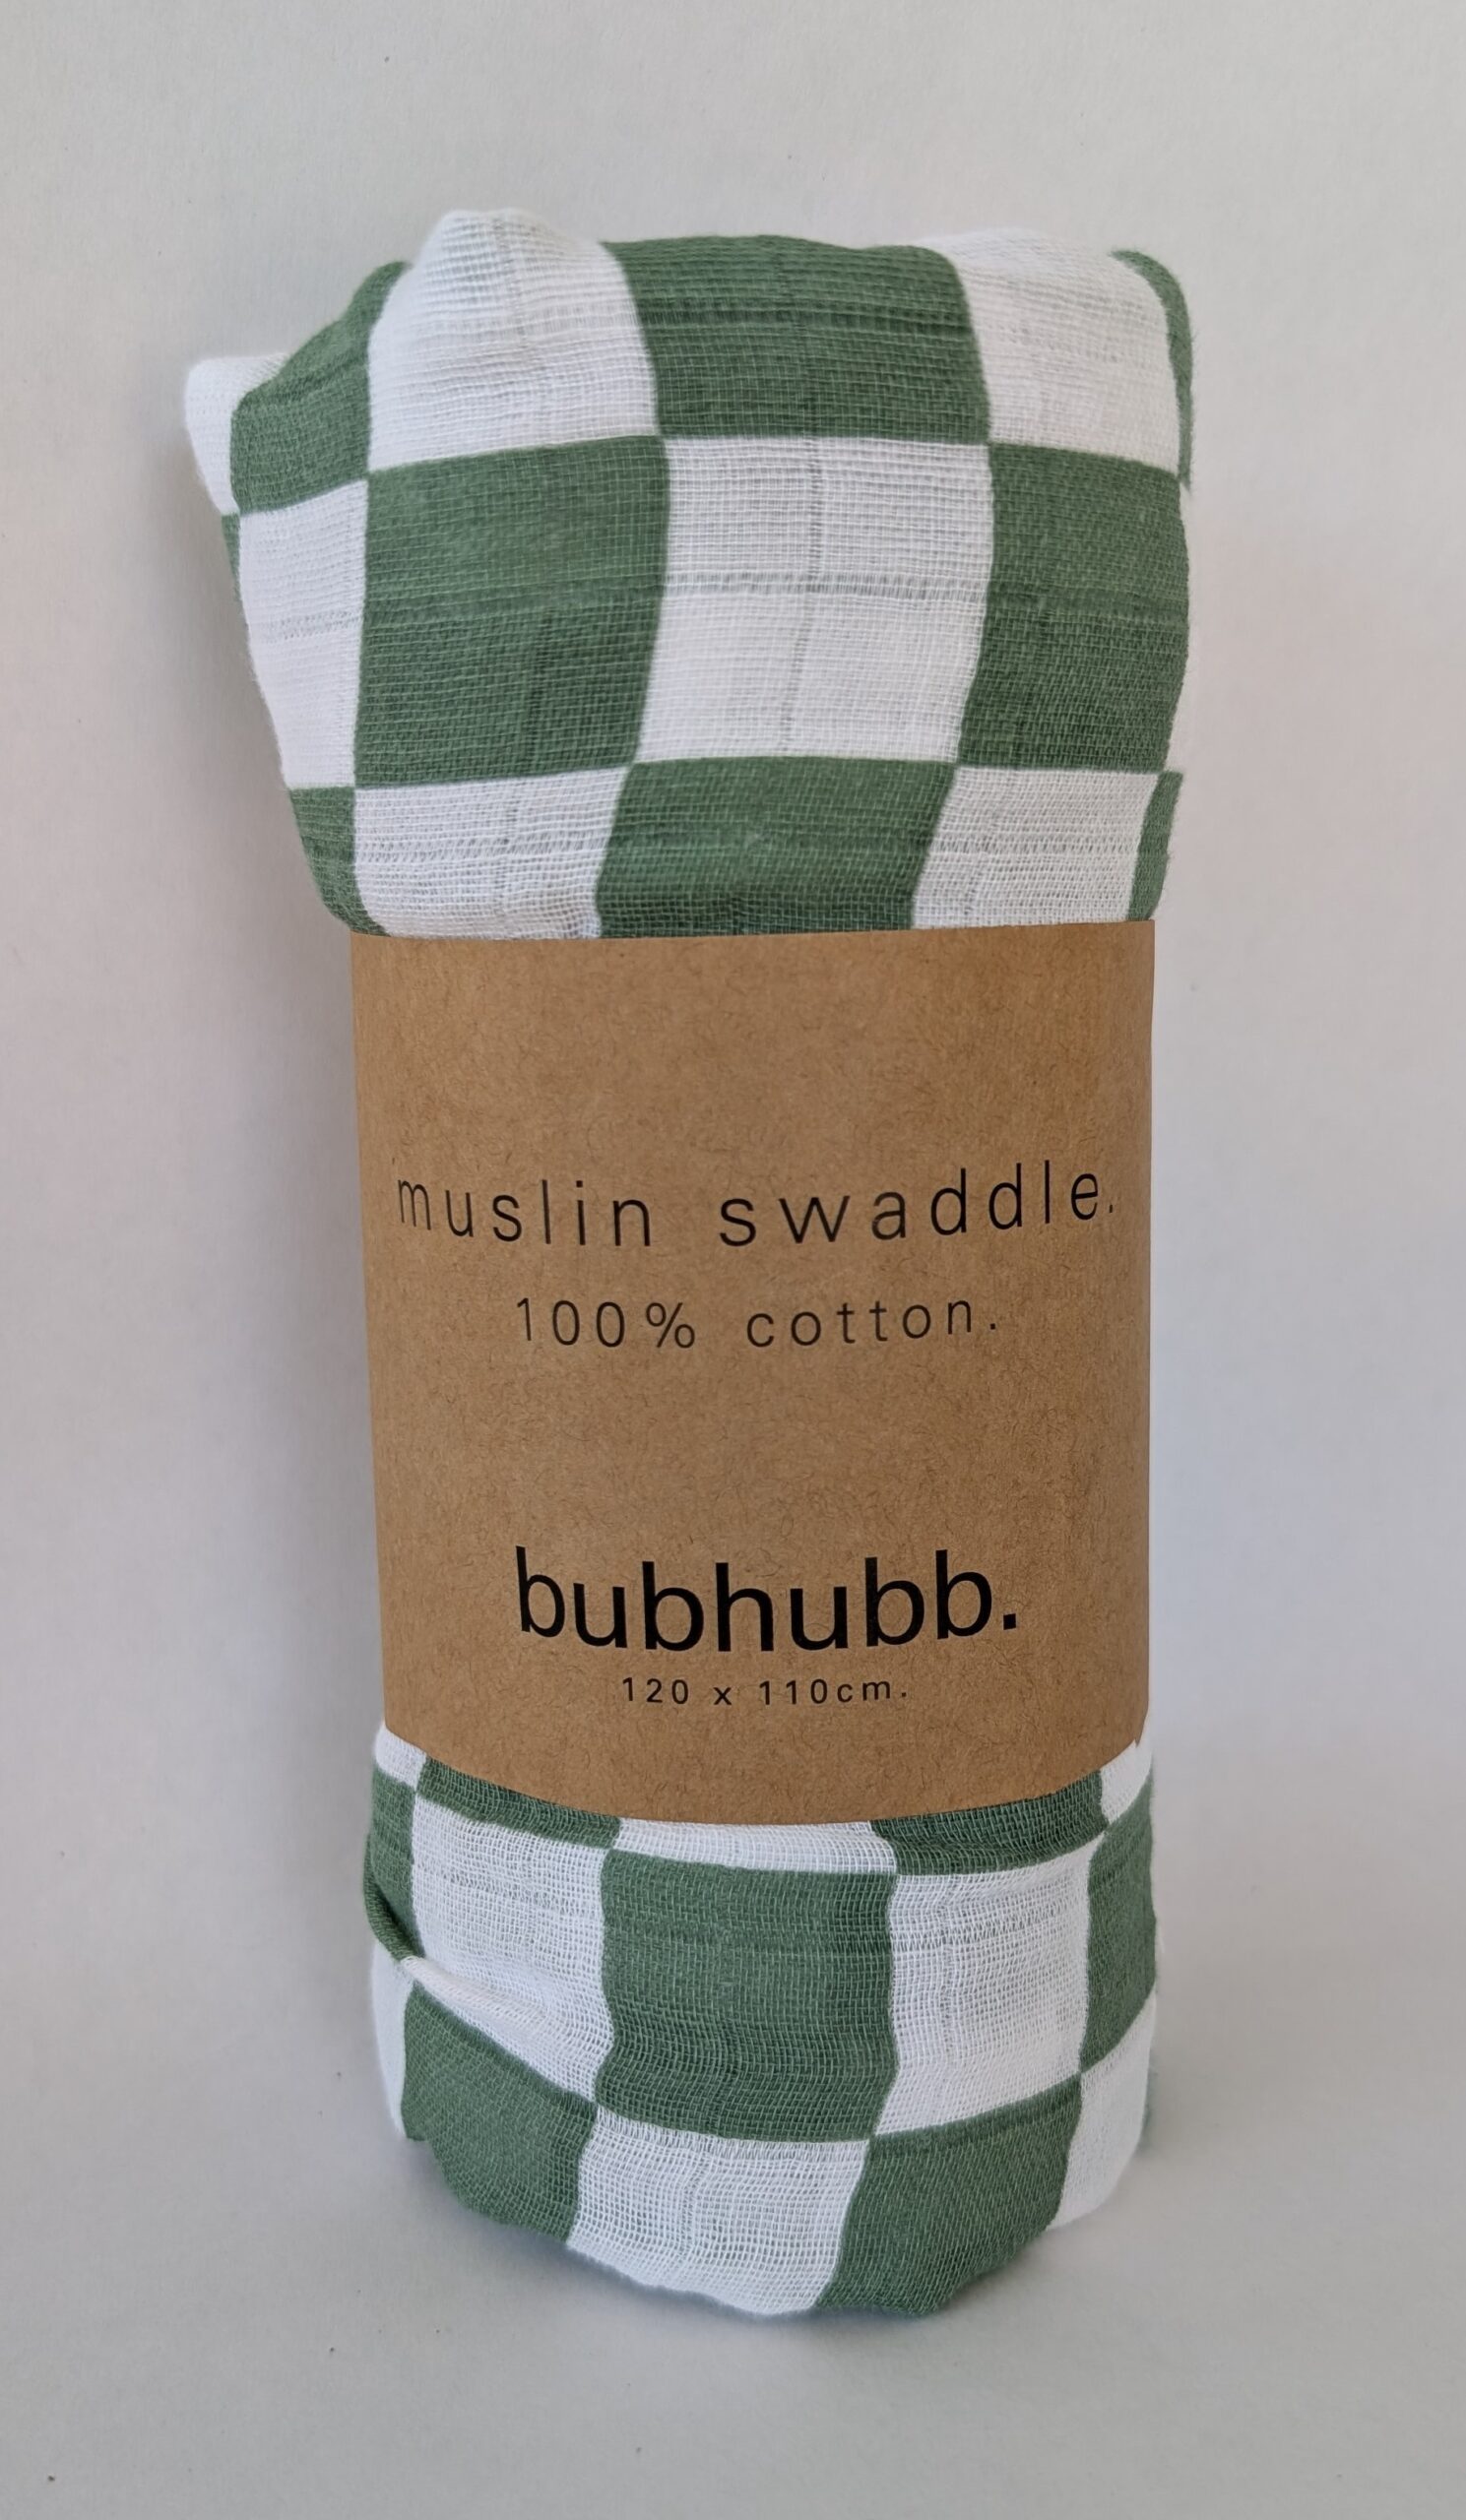 muslin swaddle.
100% cotton.
bubhubb.
120 x 110cm.